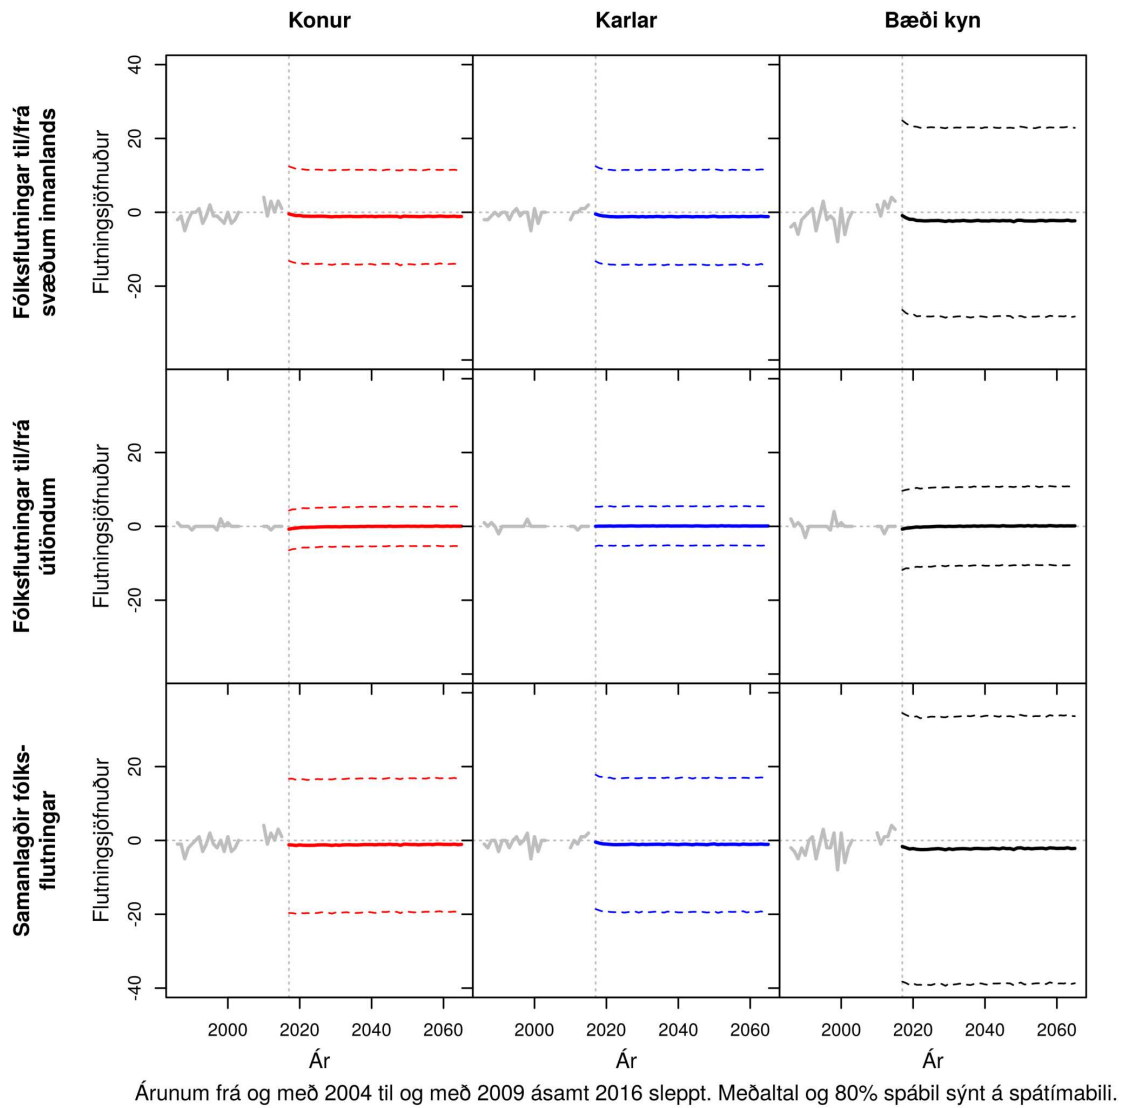 Konur Karlar Bæði kyn
Fólksflutningar til/frá
svæðum innanlands
Flutningsjöfnuður
40
20
0
-20
Fólksflutningar til/frá
útlöndum
Flutningsjöfnuður
20
0
-20
Samanlagðir fólks-
flutningar
Flutningsjöfnuður
20
0
-20
-40
2000 2020 2040 2060 2000 2020 2040 2060 2000 2020 2040 2060
Ár Ár Ár
Árunum frá og með 2004 til og með 2009 ásamt 2016 sleppt. Meðaltal og 80% spábil sýnt á spátímabili.